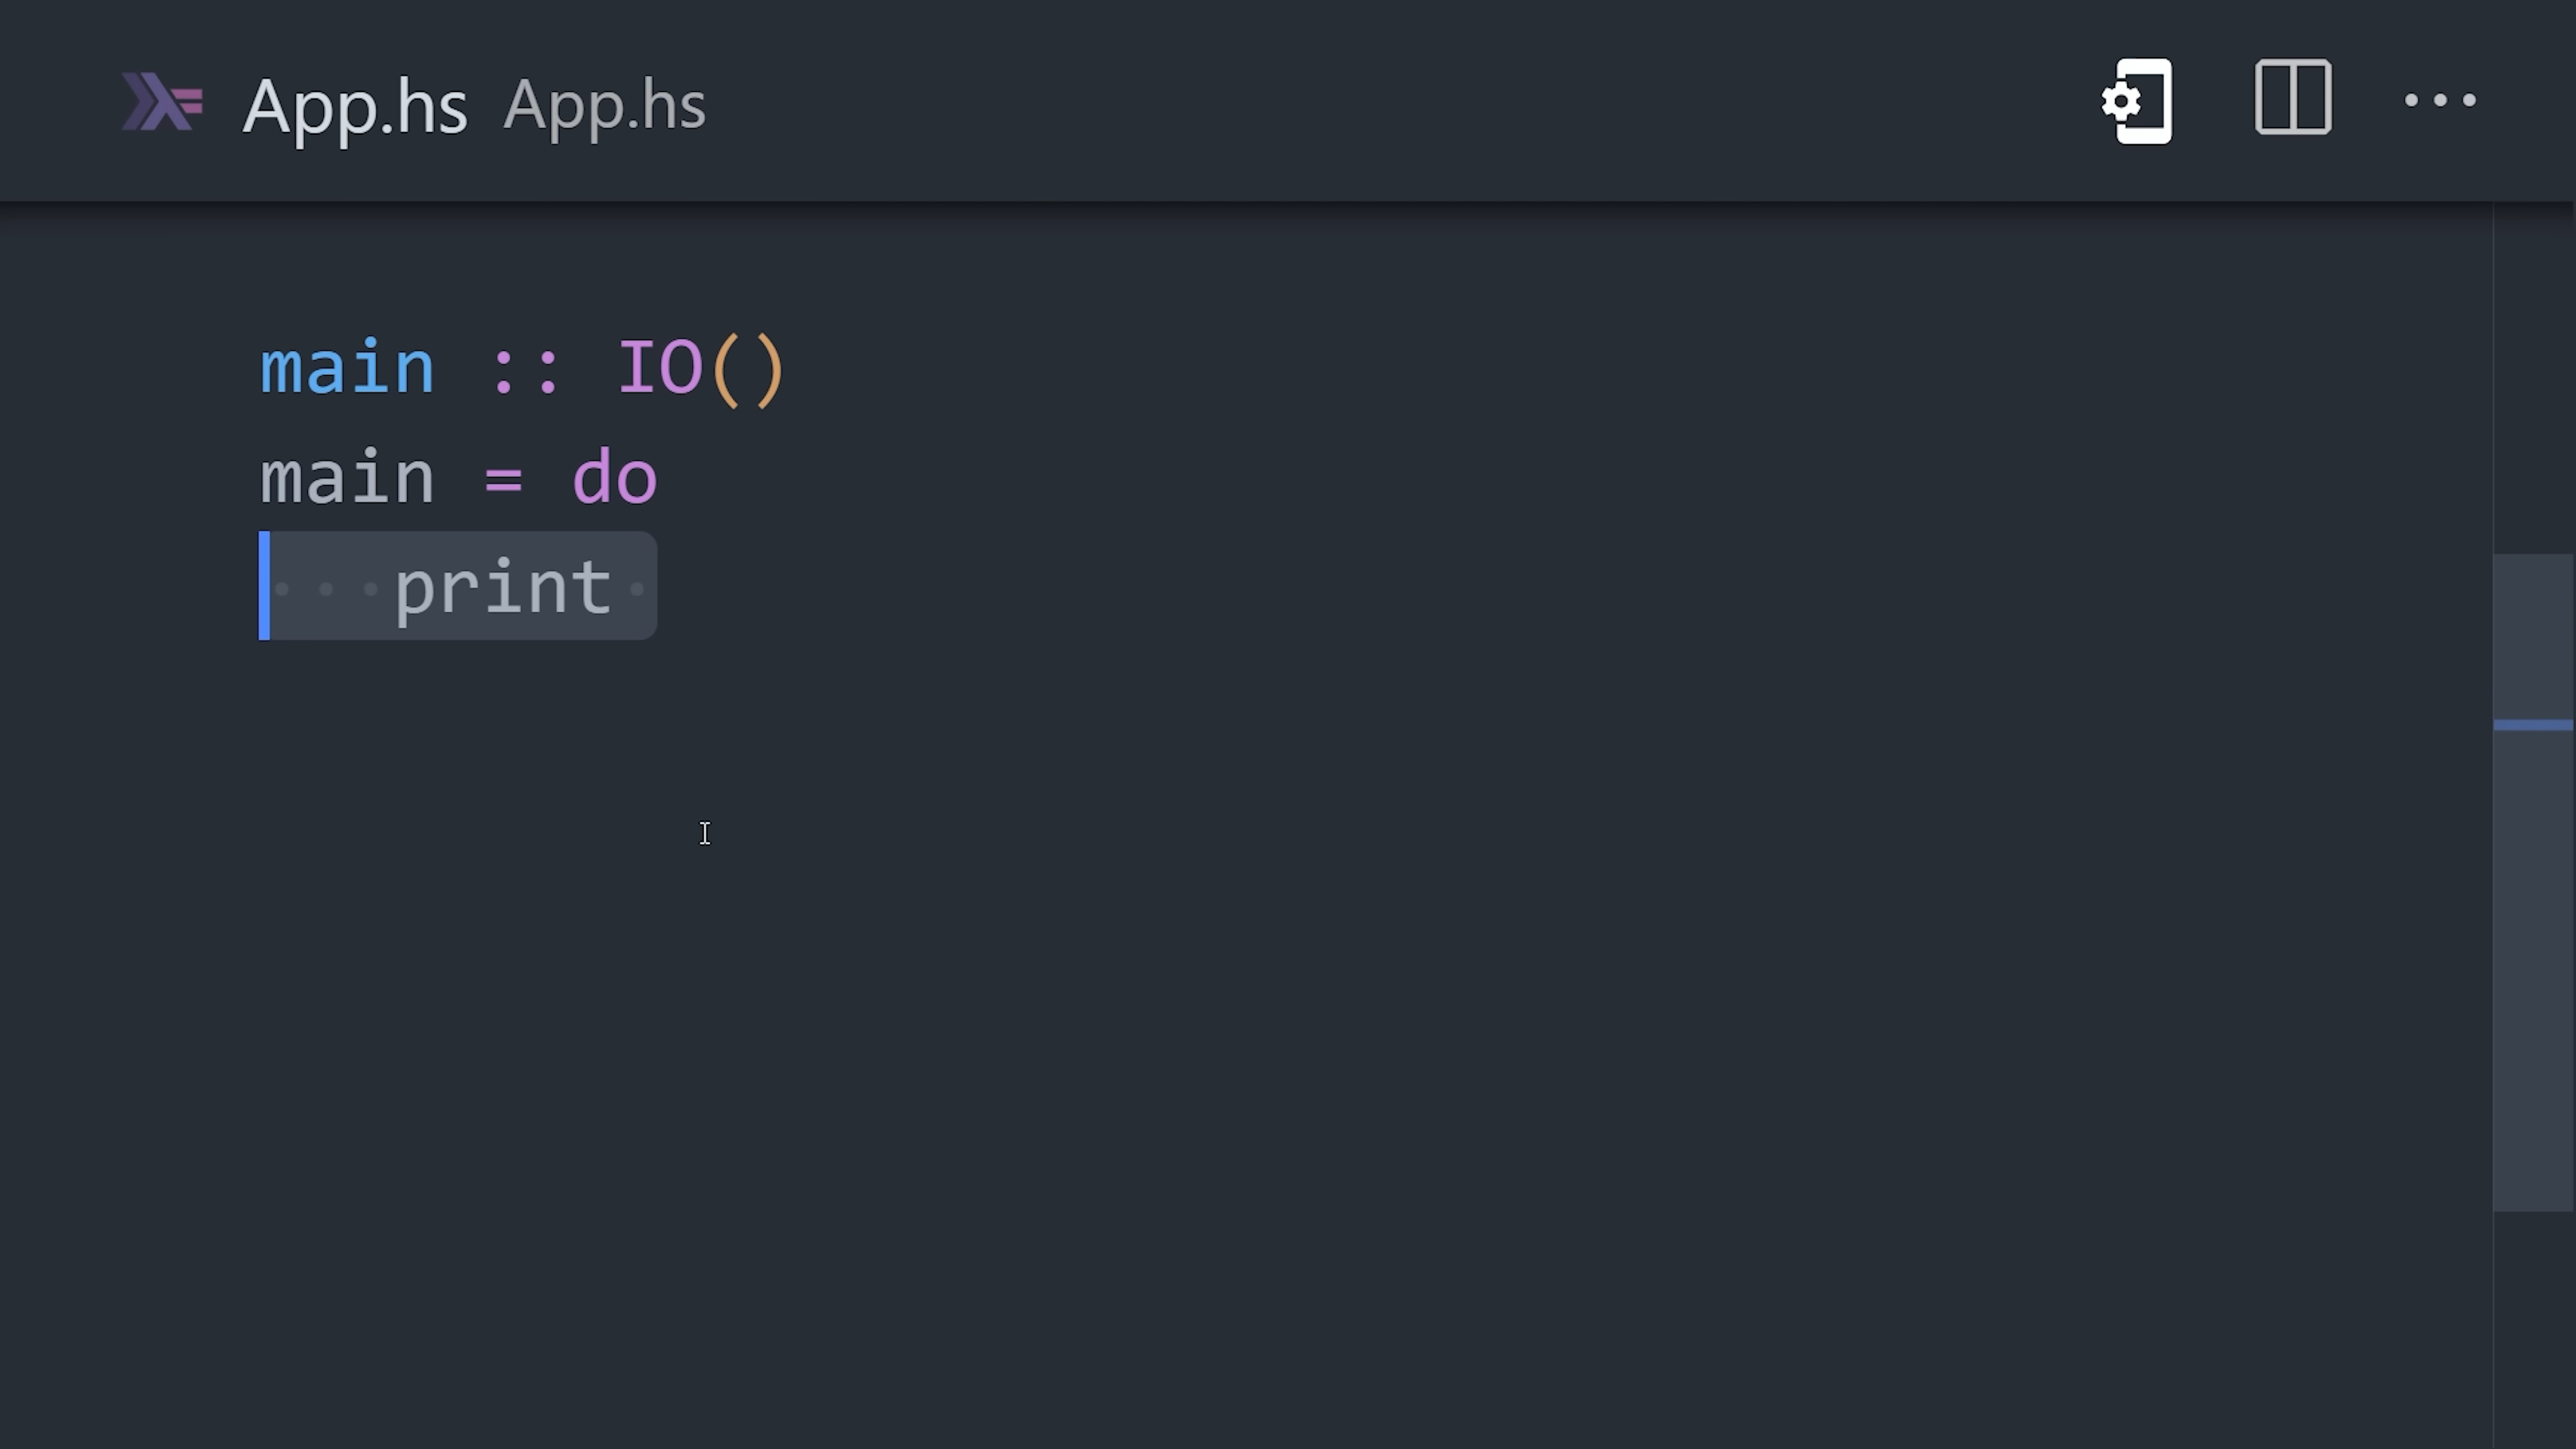 App.hs App.hs
main :: IO()
main = do
   print